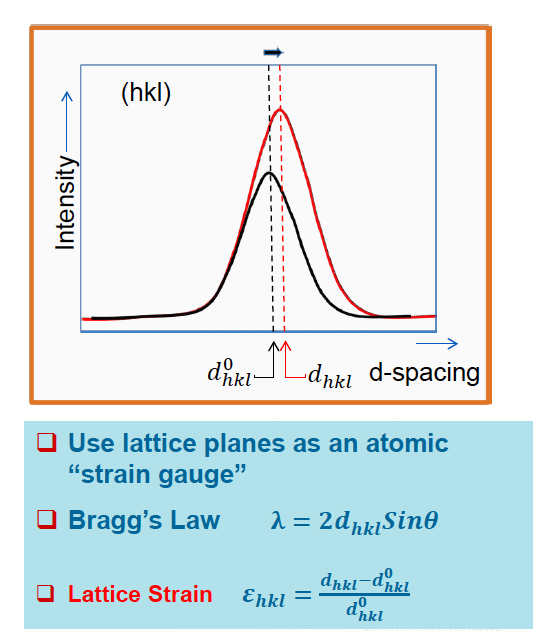 (hkl)
Intensity
d⁰hkl dhkl d-spacing
❑ Use lattice planes as an atomic
“strain gauge”
❑ Bragg’s Law λ = 2dhklSinθ
❑ Lattice Strain εhkl = (dhkl−d⁰hkl)/d⁰hkl